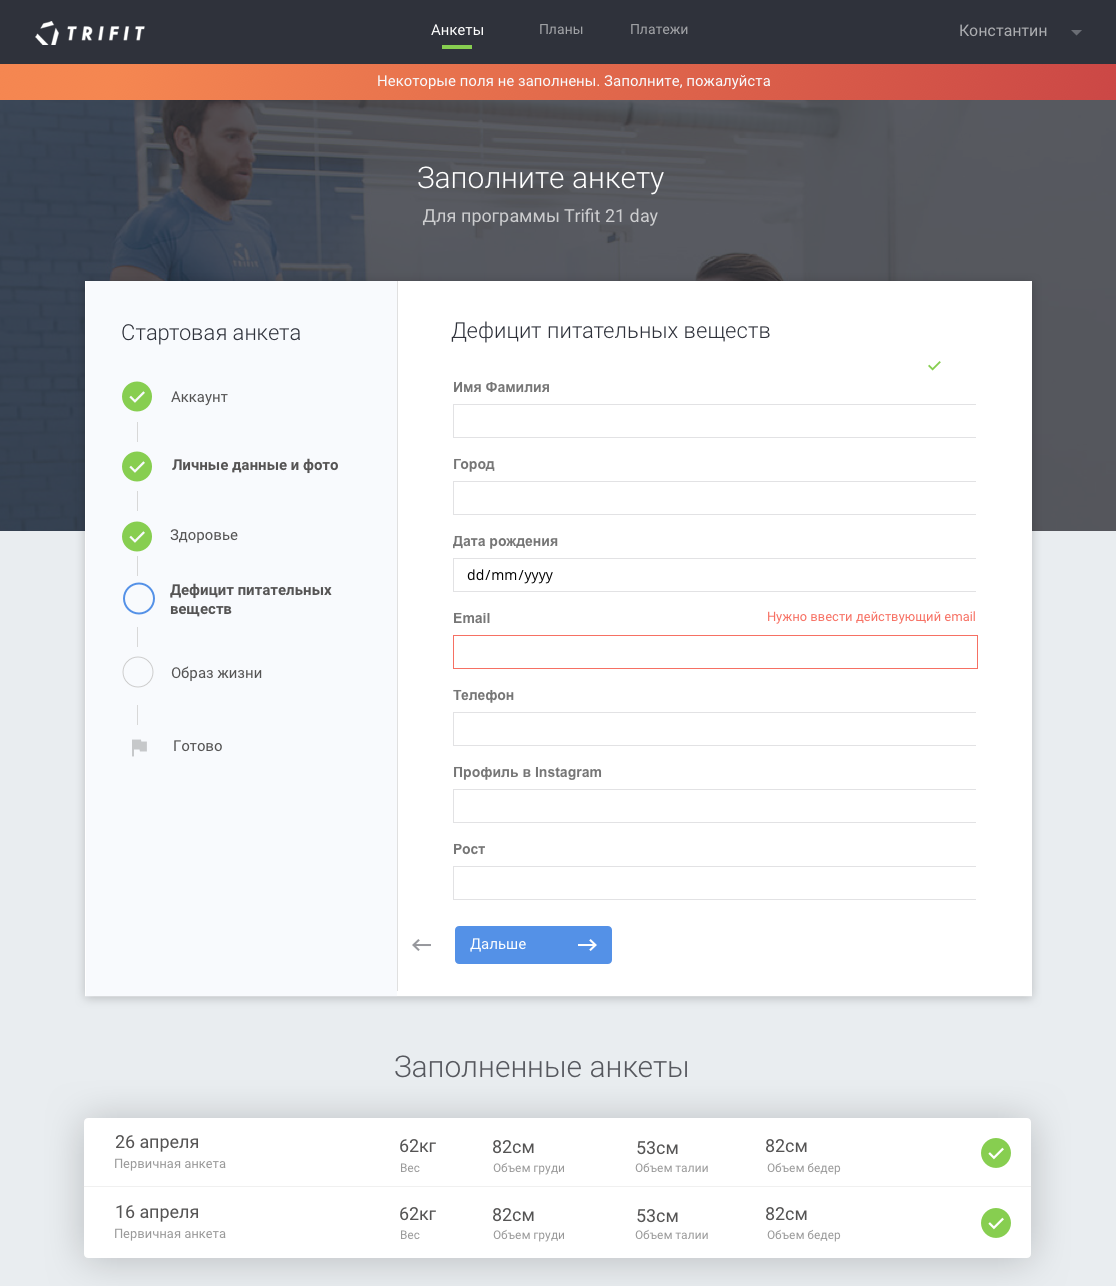 TRIFIT
Анкеты
Планы
Платежи
Константин
Некоторые поля не заполнены. Заполните, пожалуйста
Заполните анкету
Для программы Trifit 21 day
TRIFIT
Стартовая анкета
Аккаунт
Личные данные и фото
Здоровье
Дефицит питательных
веществ
Образ жизни
Готово
Дефицит питательных веществ
Имя Фамилия
Город
Дата рождения
dd/mm/yyyy
Email
Нужно ввести действующий email
Телефон
Профиль в Instagram
Рост
Дальше
Заполненные анкеты
26 апреля
Первичная анкета
62кг
Вес
82см
Объем груди
53см
Объем талии
82см
Объем бедер
16 апреля
Первичная анкета
62кг
Вес
82см
Объем груди
53см
Объем талии
82см
Объем бедер